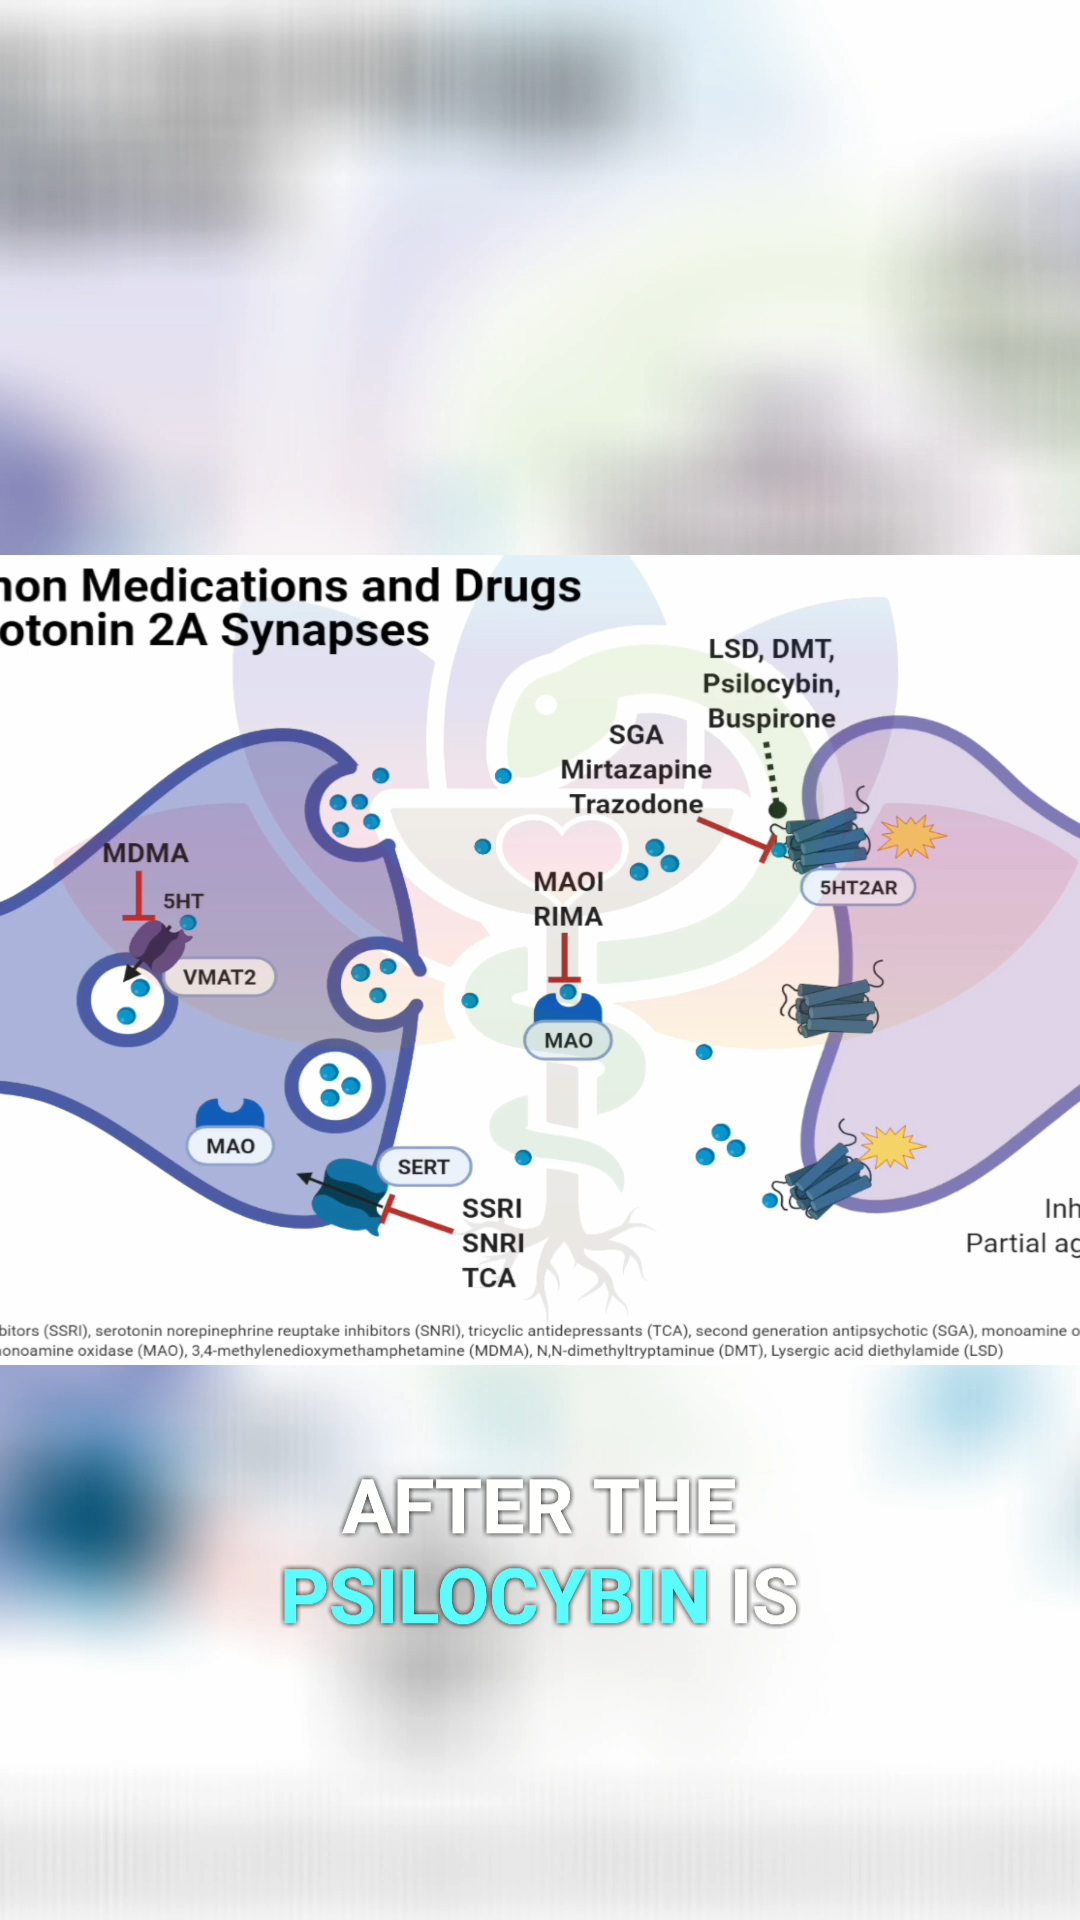 non Medications and Drugs
otonin 2A Synapses
LSD, DMT,
Psilocybin,
Buspirone
SGA
Mirtazapine
Trazodone
MDMA
5HT
VMAT2
MAOI
RIMA
MAO
5HT2AR
MAO
SERT
SSRI
SNRI
TCA
Inh
Partial ag
bitors (SSRI), serotonin norepinephrine reuptake inhibitors (SNRI), tricyclic antidepressants (TCA), second generation antipsychotic (SGA), monoamine o
onoamine oxidase (MAO), 3,4-methylenedioxymethamphetamine (MDMA), N,N-dimethyltryptaminue (DMT), Lysergic acid diethylamide (LSD)
AFTER THE
PSILOCYBIN IS